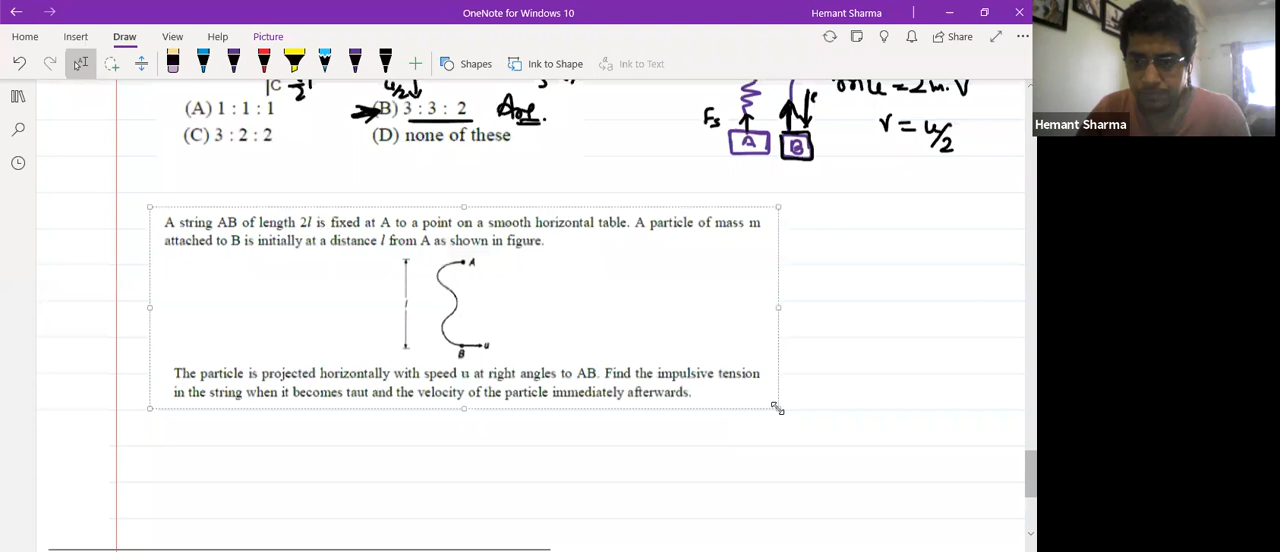 OneNote for Windows 10
Hemant Sharma
Home Insert Draw View Help Picture
Share
Shapes
Ink to Shape
Ink to Text
(A) 1 : 1 : 1
(B) 3 : 3 : 2 Ans.
(C) 3 : 2 : 2
(D) none of these
= 2m.V
Fs
A
B
v = u/2
Hemant Sharma
A string AB of length 2l is fixed at A to a point on a smooth horizontal table. A particle of mass m
attached to B is initially at a distance l from A as shown in figure.
A
l
B
u
The particle is projected horizontally with speed u at right angles to AB. Find the impulsive tension
in the string when it becomes taut and the velocity of the particle immediately afterwards.